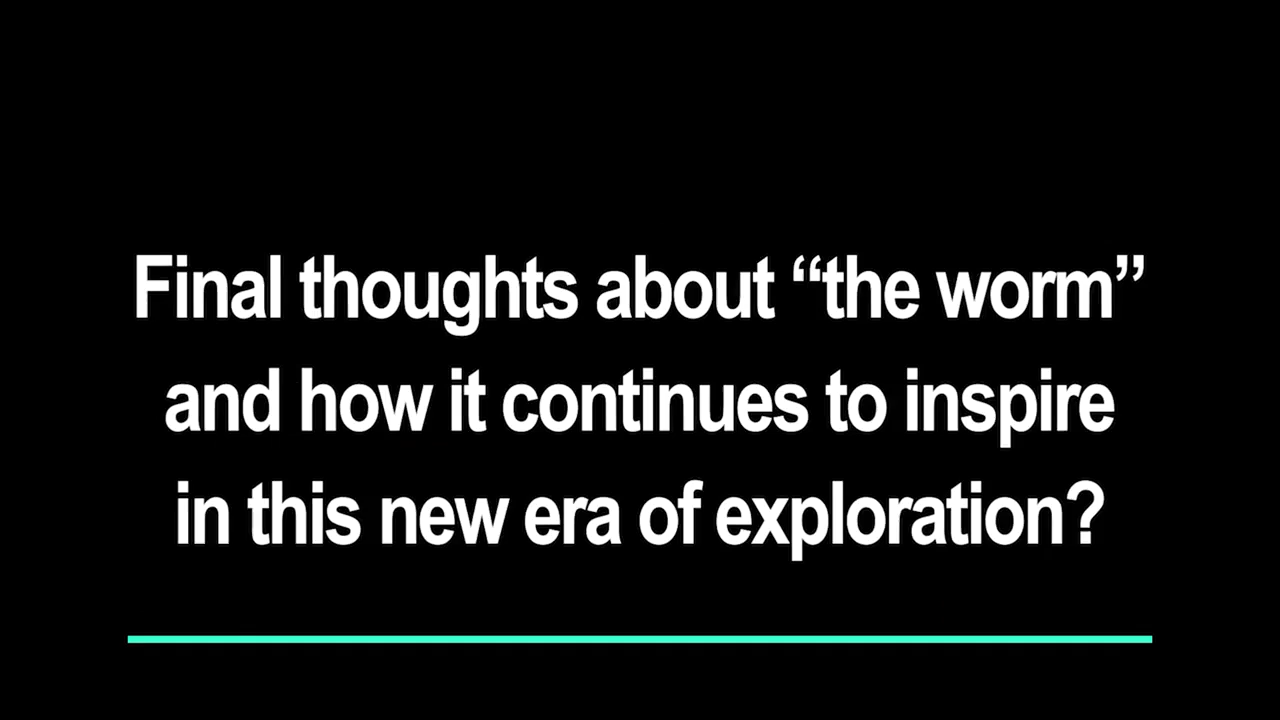 Final thoughts about “the worm”
and how it continues to inspire
in this new era of exploration?